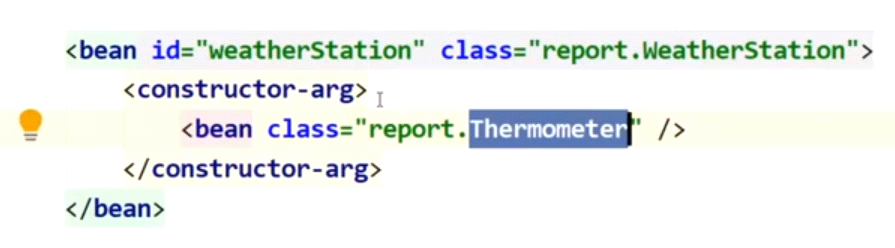 <bean id="weatherStation" class="report.WeatherStation">
<constructor-arg>
<bean class="report.Thermometer" />
</constructor-arg>
</bean>